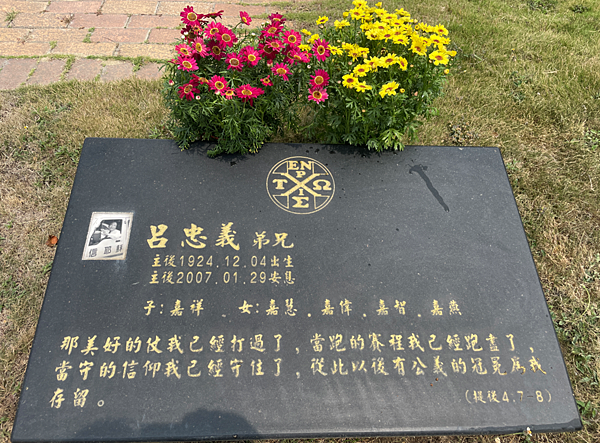 EN
P
T Ω
I
Σ
信耶穌
呂忠義 弟兄
主後1924.12.04出生
主後2007.01.29安息
子:嘉祥 女:嘉慧.嘉偉.嘉智.嘉燕
那美好的仗我已經打過了,當跑的賽程我已經跑盡了,
當守的信仰我已經守住了,從此以後有公義的冠冕為我
存留。
(提後4.7-8)